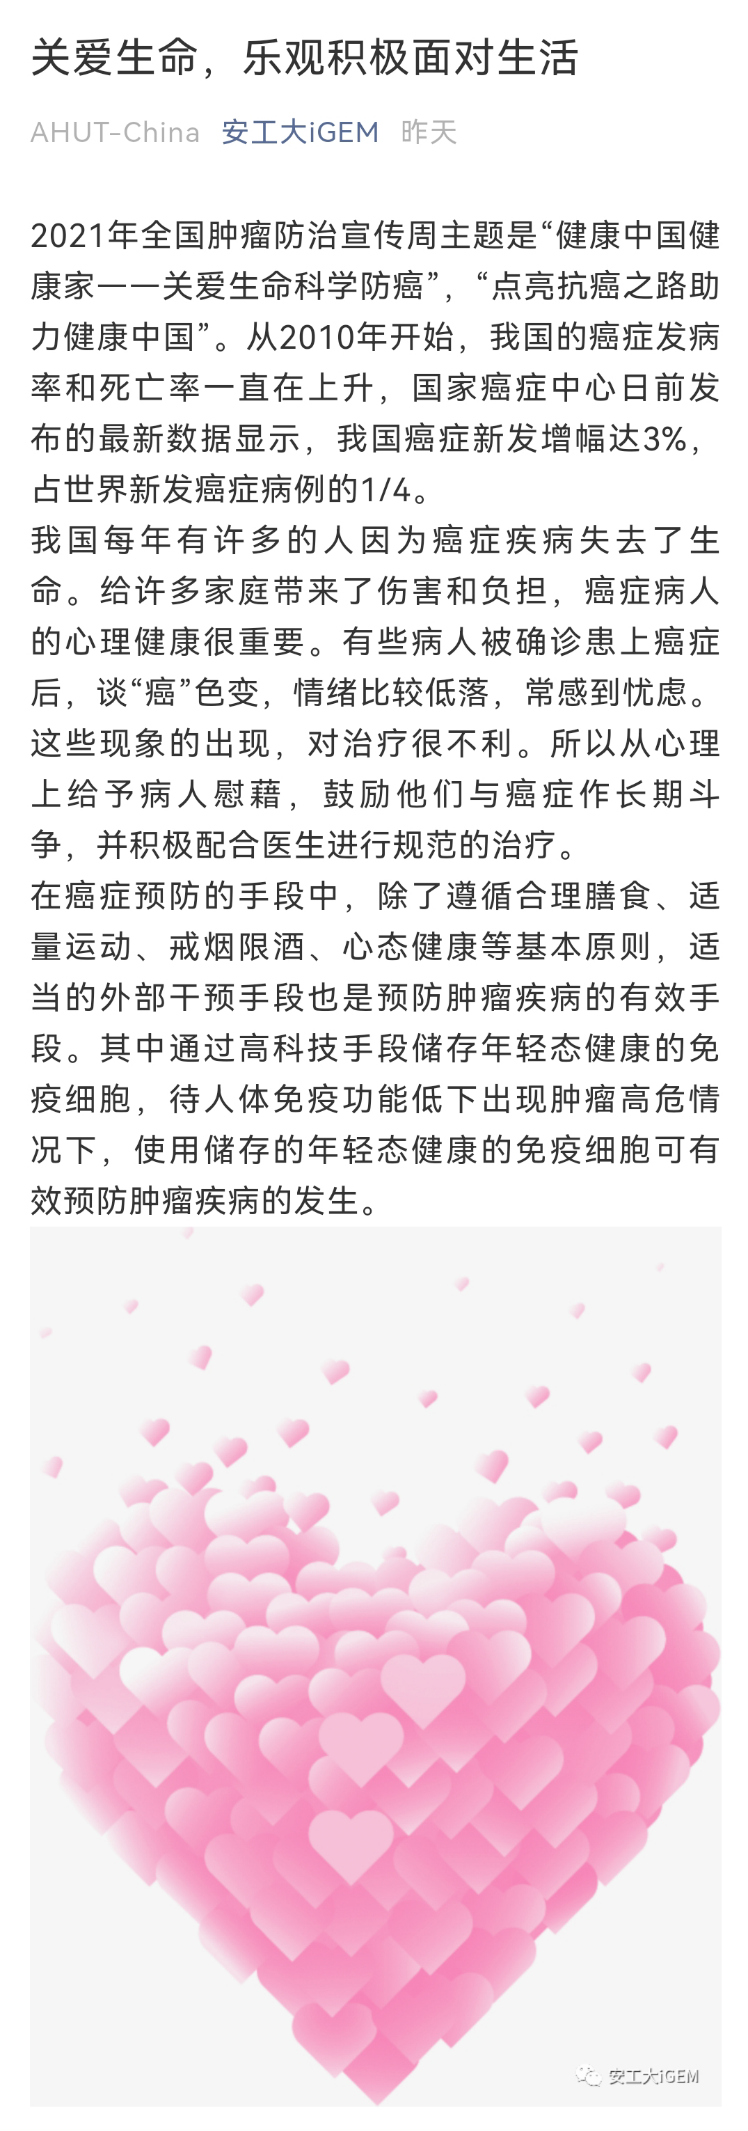 关爱生命，乐观积极面对生活
AHUT-China 安工大iGEM 昨天
2021年全国肿瘤防治宣传周主题是“健康中国健
康家——关爱生命科学防癌”，“点亮抗癌之路助
力健康中国”。从2010年开始，我国的癌症发病
率和死亡率一直在上升，国家癌症中心日前发
布的最新数据显示，我国癌症新发增幅达3%，
占世界新发癌症病例的1/4。
我国每年有许多的人因为癌症疾病失去了生
命。给许多家庭带来了伤害和负担，癌症病人
的心理健康很重要。有些病人被确诊患上癌症
后，谈“癌”色变，情绪比较低落，常感到忧虑。
这些现象的出现，对治疗很不利。所以从心理
上给予病人慰藉，鼓励他们与癌症作长期斗
争，并积极配合医生进行规范的治疗。
在癌症预防的手段中，除了遵循合理膳食、适
量运动、戒烟限酒、心态健康等基本原则，适
当的外部干预手段也是预防肿瘤疾病的有效手
段。其中通过高科技手段储存年轻态健康的免
疫细胞，待人体免疫功能低下出现肿瘤高危情
况下，使用储存的年轻态健康的免疫细胞可有
效预防肿瘤疾病的发生。
安工大iGEM